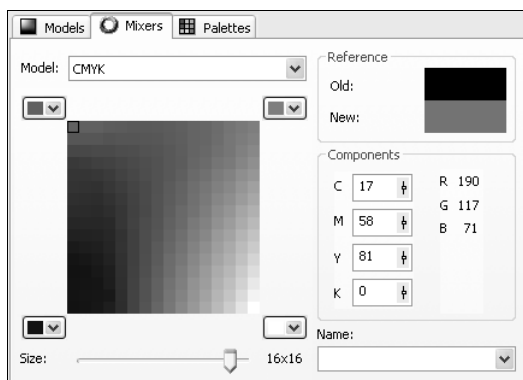 Models Mixers Palettes
Model: CMYK
Reference
Old:
New:
Components
C 17 R 190
M 58 G 117
Y 81 B 71
K 0
Size: 16x16
Name: